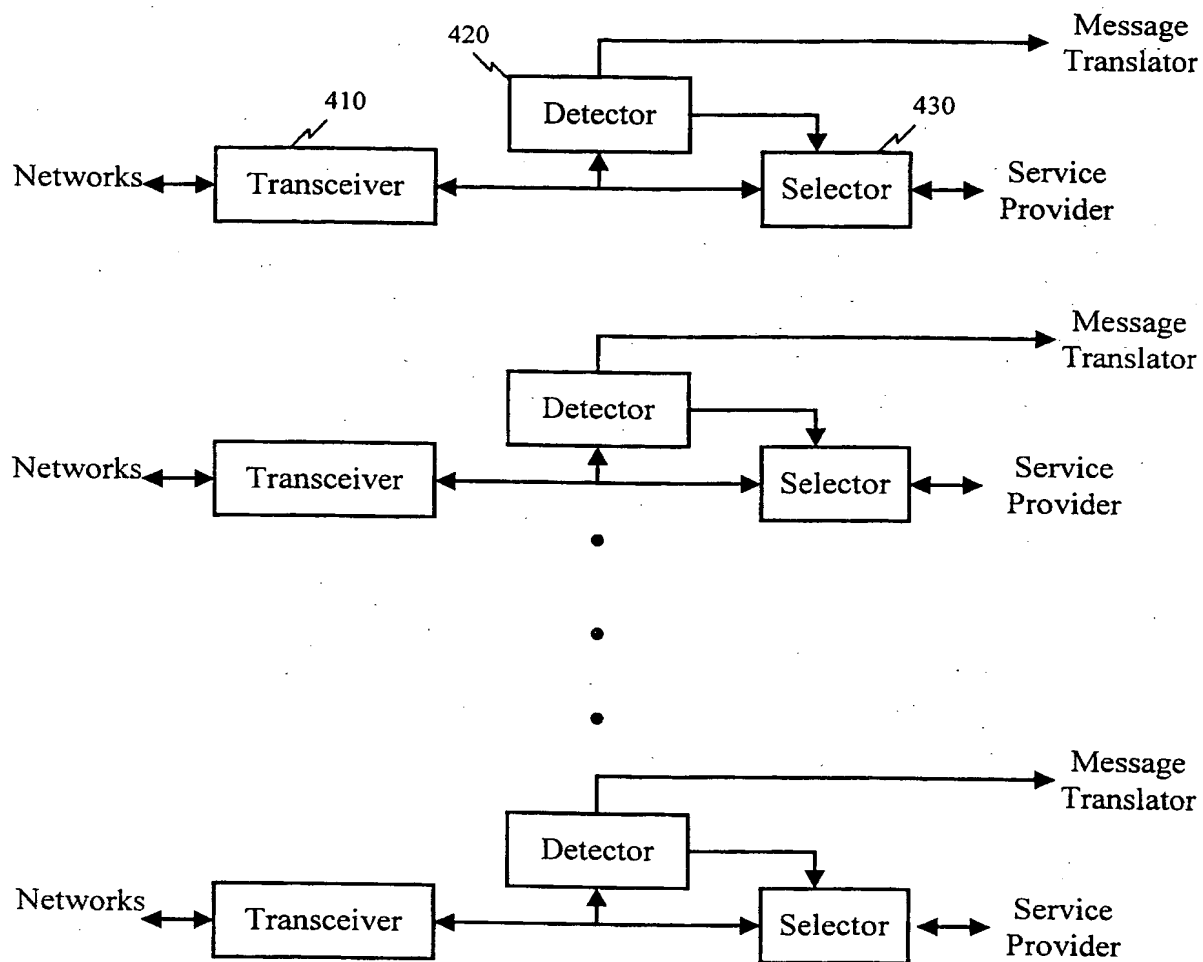 Message
Translator
420
Detector
410
430
Networks
Transceiver
Selector
Service
Provider
Message
Translator
Detector
Networks
Transceiver
Selector
Service
Provider
Message
Translator
Detector
Networks
Transceiver
Selector
Service
Provider